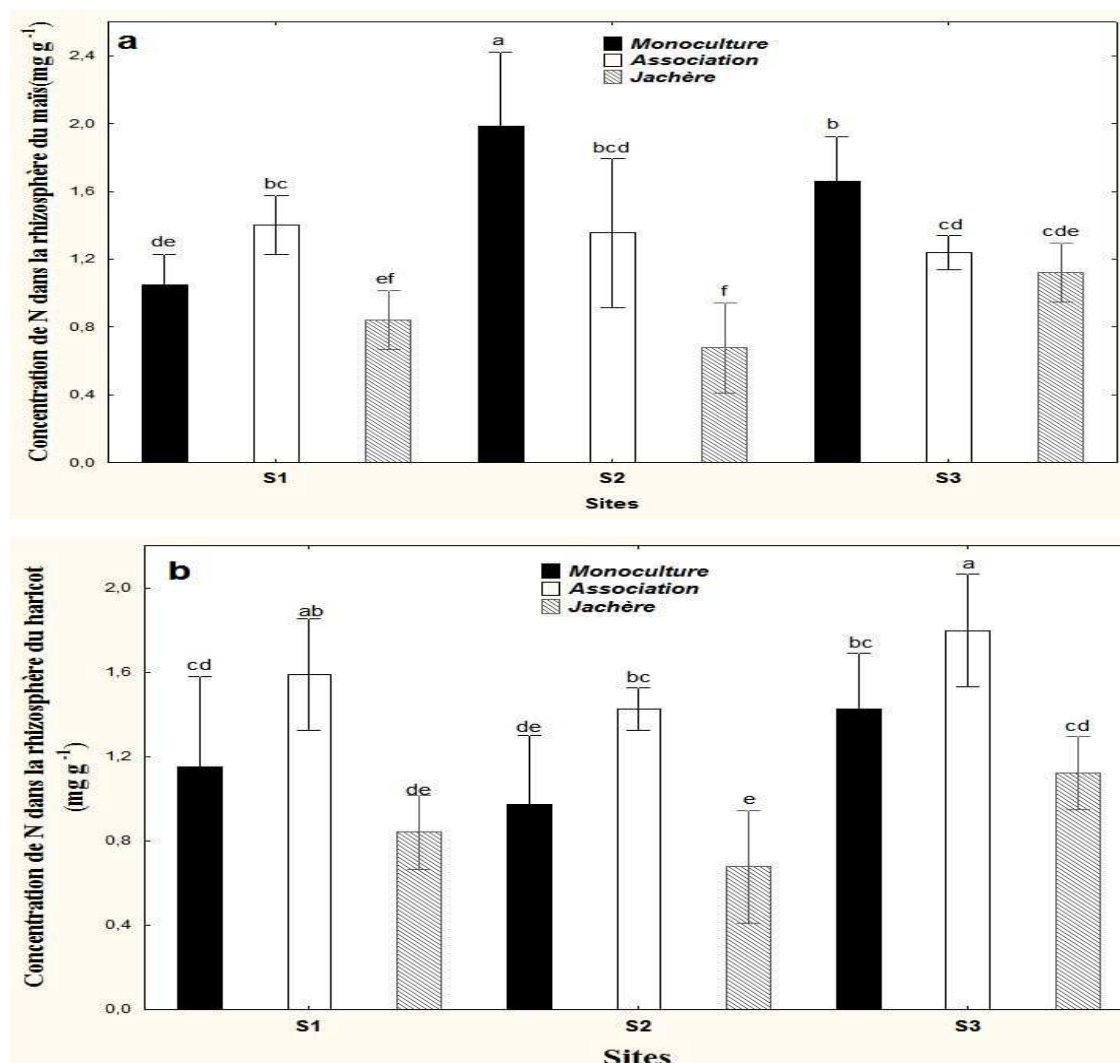 a
Monoculture
Association
Jachère
Concentration de N dans la rhizosphère du maïs(mg g -1)
2,4
2,0
1,6
1,2
0,8
0,4
0,0
de
bc
ef
a
bcd
f
b
cd
cde
S1
S2
S3
Sites
b
Monoculture
Association
Jachère
Concentration de N dans la rhizosphère du haricot
(mg g -1)
2,0
1,6
1,2
0,8
0,4
0,0
cd
ab
de
de
bc
e
bc
a
cd
S1
S2
S3
Sites